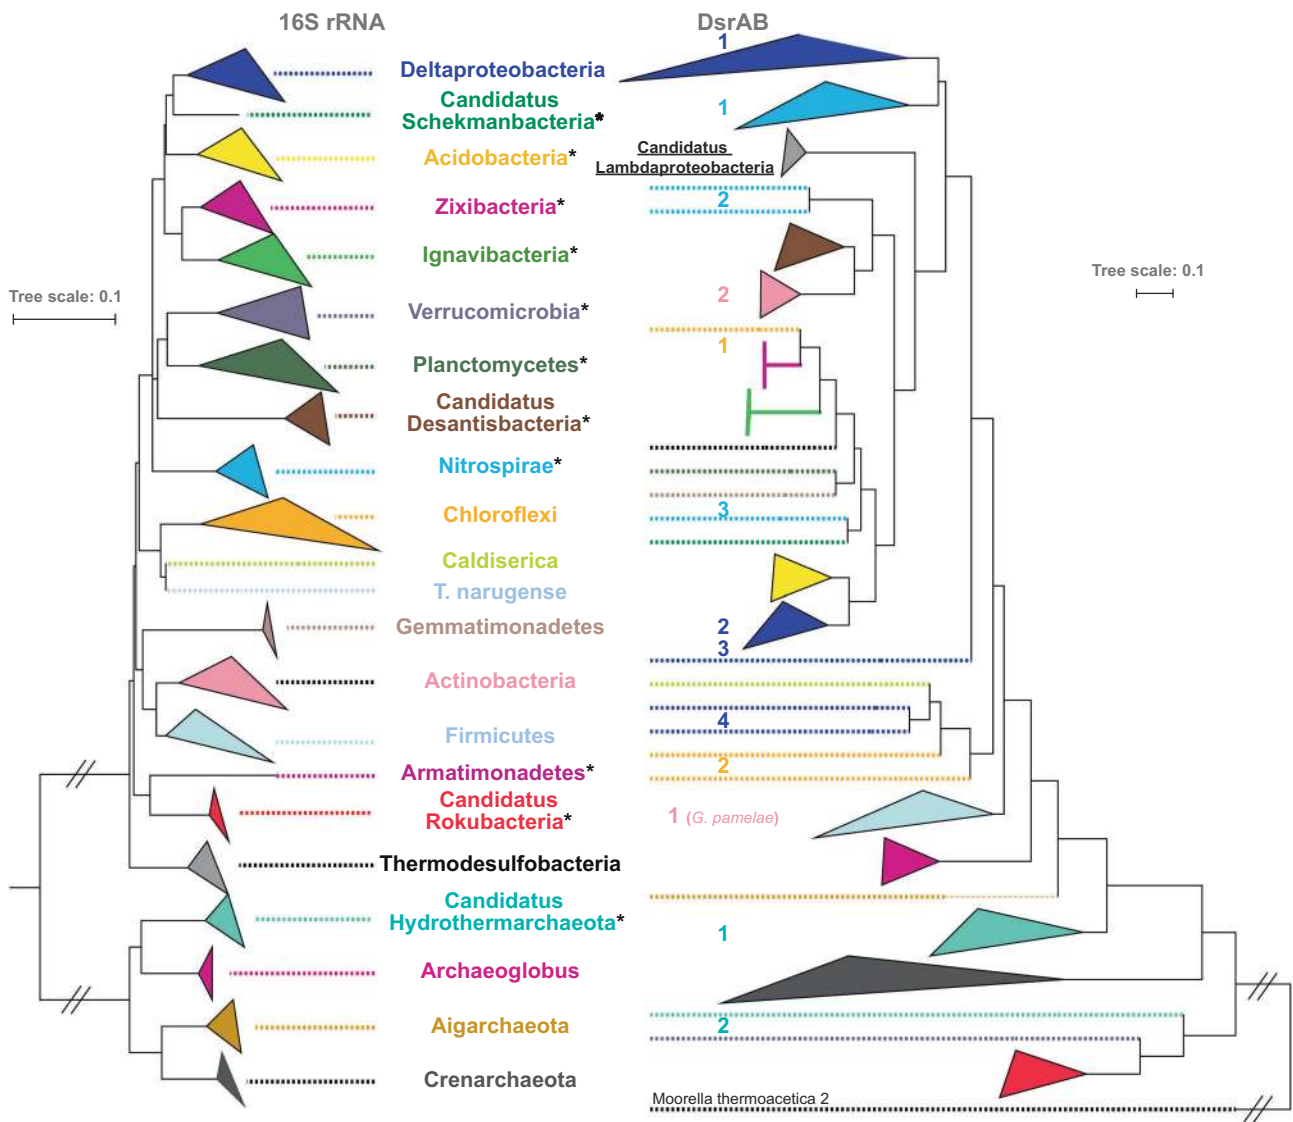 16S rRNA
DsrAB
Deltaproteobacteria
Candidatus
Schekmanbacteria*
Acidobacteria*
Zixibacteria*
Ignavibacteria*
Tree scale: 0.1
Verrucomicrobia*
Planctomycetes*
Candidatus
Desantisbacteria*
Nitrospirae*
Chloroflexi
Caldiserica
T. narugense
Gemmatimonadetes
Actinobacteria
Firmicutes
Armatimonadetes*
Candidatus
Rokubacteria*
Thermodesulfobacteria
Candidatus
Hydrothermarchaeota*
Archaeoglobus
Aigarchaeota
Crenarchaeota
1
1
Candidatus
Lambdaproteobacteria
2
2
Tree scale: 0.1
1
3
2
3
4
2
1 (G. pamelae)
1
2
Moorella thermoacetica 2